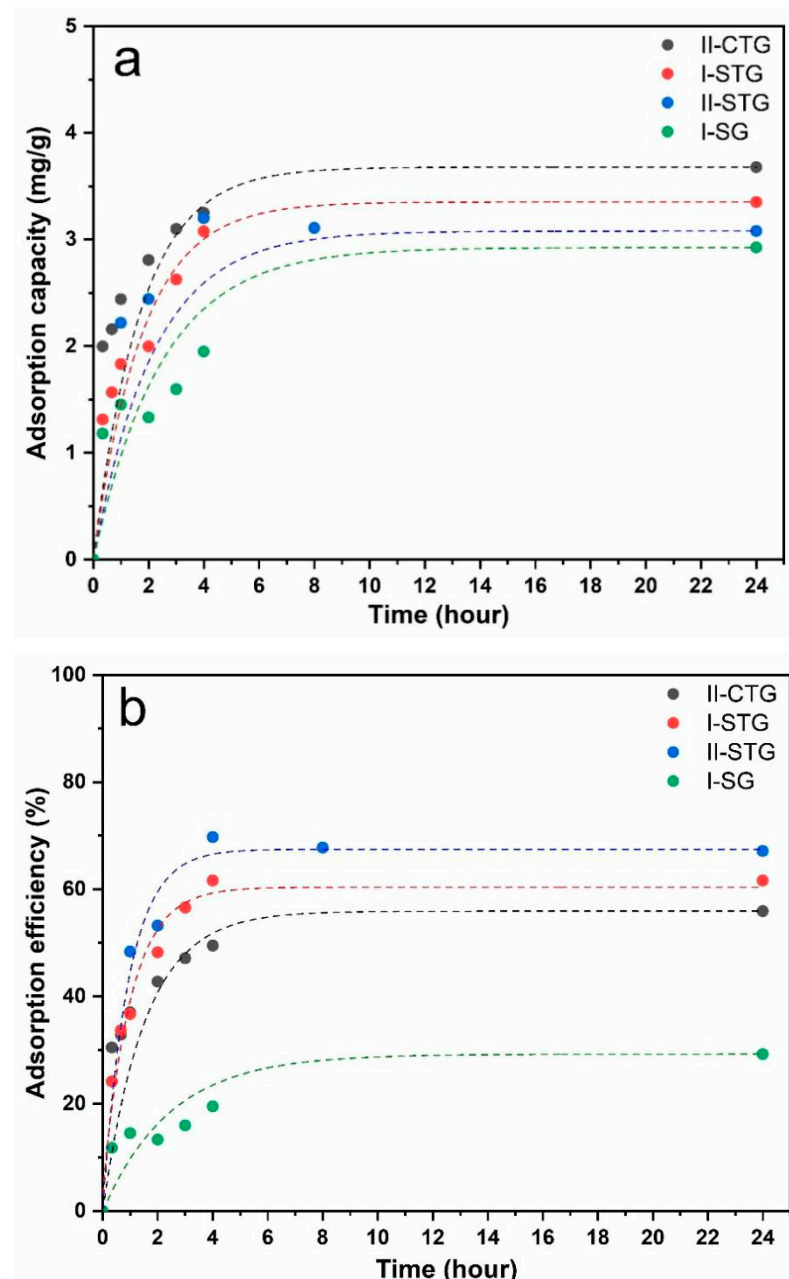 a
II-CTG
I-STG
II-STG
I-SG
Adsorption capacity (mg/g)
5
4
3
2
1
0
0 2 4 6 8 10 12 14 16 18 20 22 24
Time (hour)
b
II-CTG
I-STG
II-STG
I-SG
Adsorption efficiency (%)
100
80
60
40
20
0
0 2 4 6 8 10 12 14 16 18 20 22 24
Time (hour)